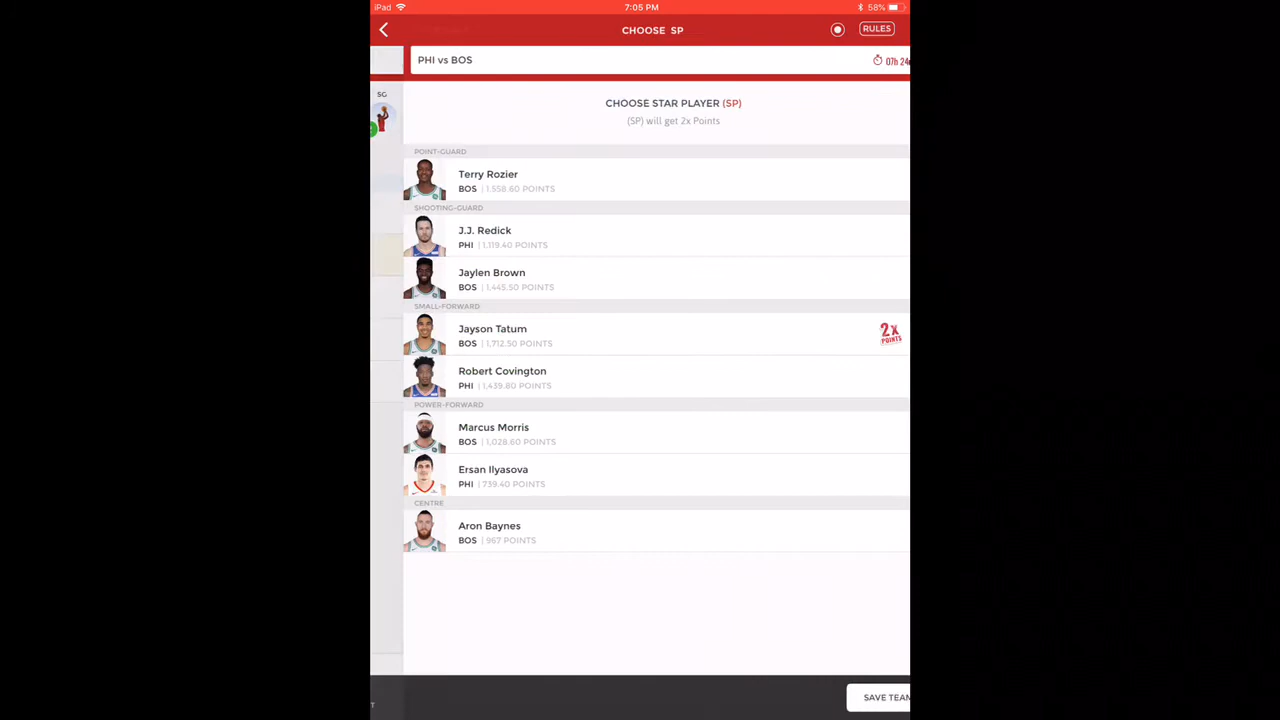 iPad 7:05 PM 58%
CHOOSE SP RULES
PHI vs BOS 07h 24
SG
CHOOSE STAR PLAYER (SP)
(SP) will get 2x Points
POINT-GUARD
Terry Rozier
BOS | 1,558.60 POINTS
SHOOTING-GUARD
J.J. Redick
PHI | 1,119.40 POINTS
Jaylen Brown
BOS | 1,445.50 POINTS
SMALL-FORWARD
Jayson Tatum
BOS | 1,712.50 POINTS
2x
POINTS
Robert Covington
PHI | 1,439.80 POINTS
POWER-FORWARD
Marcus Morris
BOS | 1,028.60 POINTS
Ersan Ilyasova
PHI | 739.40 POINTS
CENTRE
Aron Baynes
BOS | 967 POINTS
SAVE TEAM
T